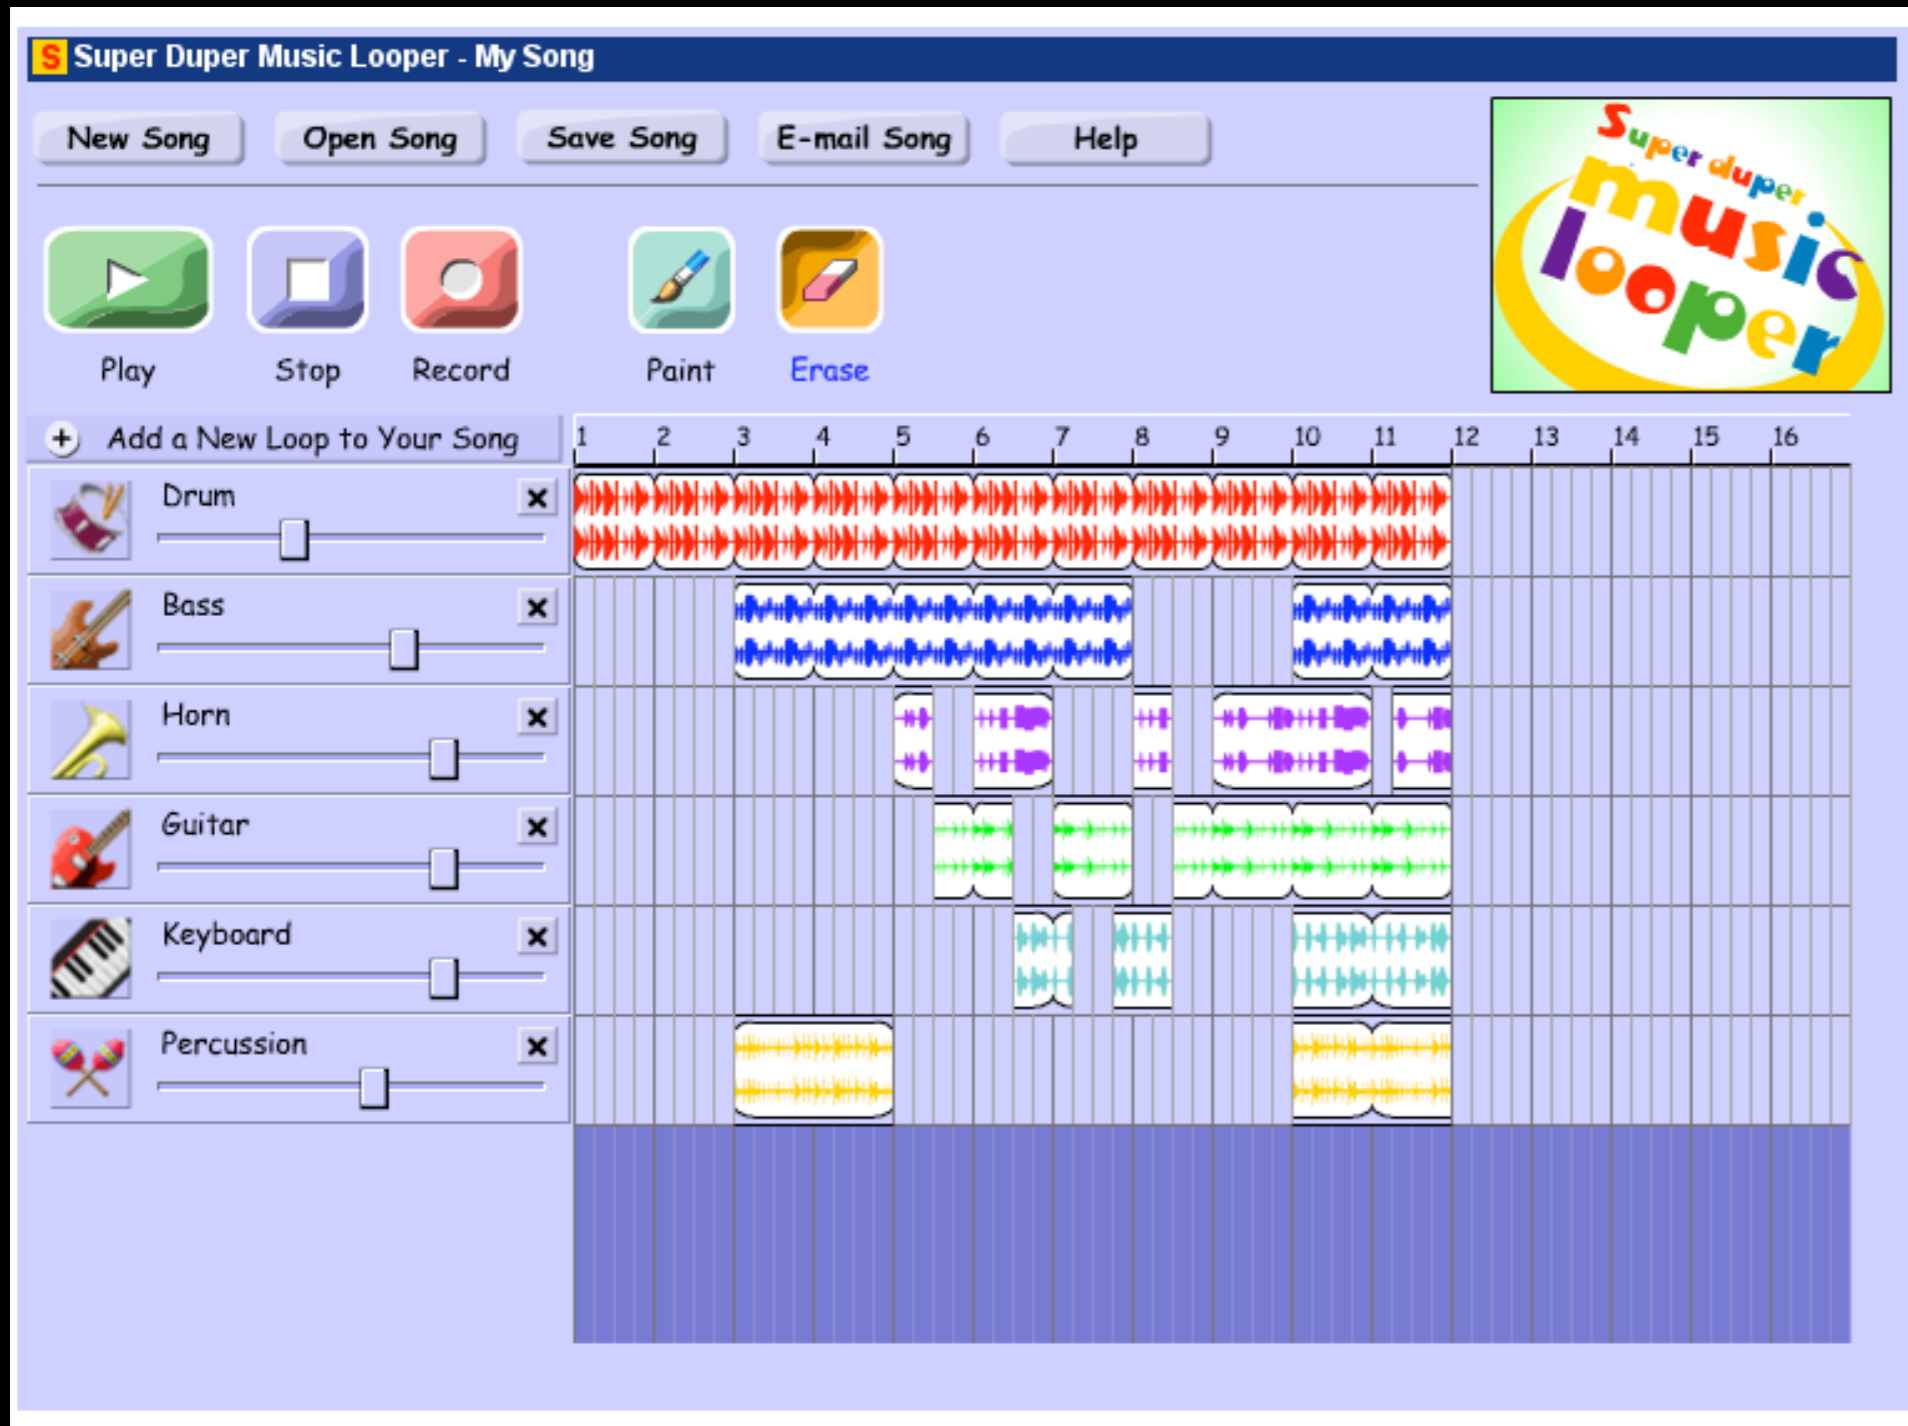 S Super Duper Music Looper - My Song
New Song Open Song Save Song E-mail Song Help
Super duper
music
looper
Play Stop Record Paint Erase
+ Add a New Loop to Your Song 1 2 3 4 5 6 7 8 9 10 11 12 13 14 15 16
Drum
Bass
Horn
Guitar
Keyboard
Percussion